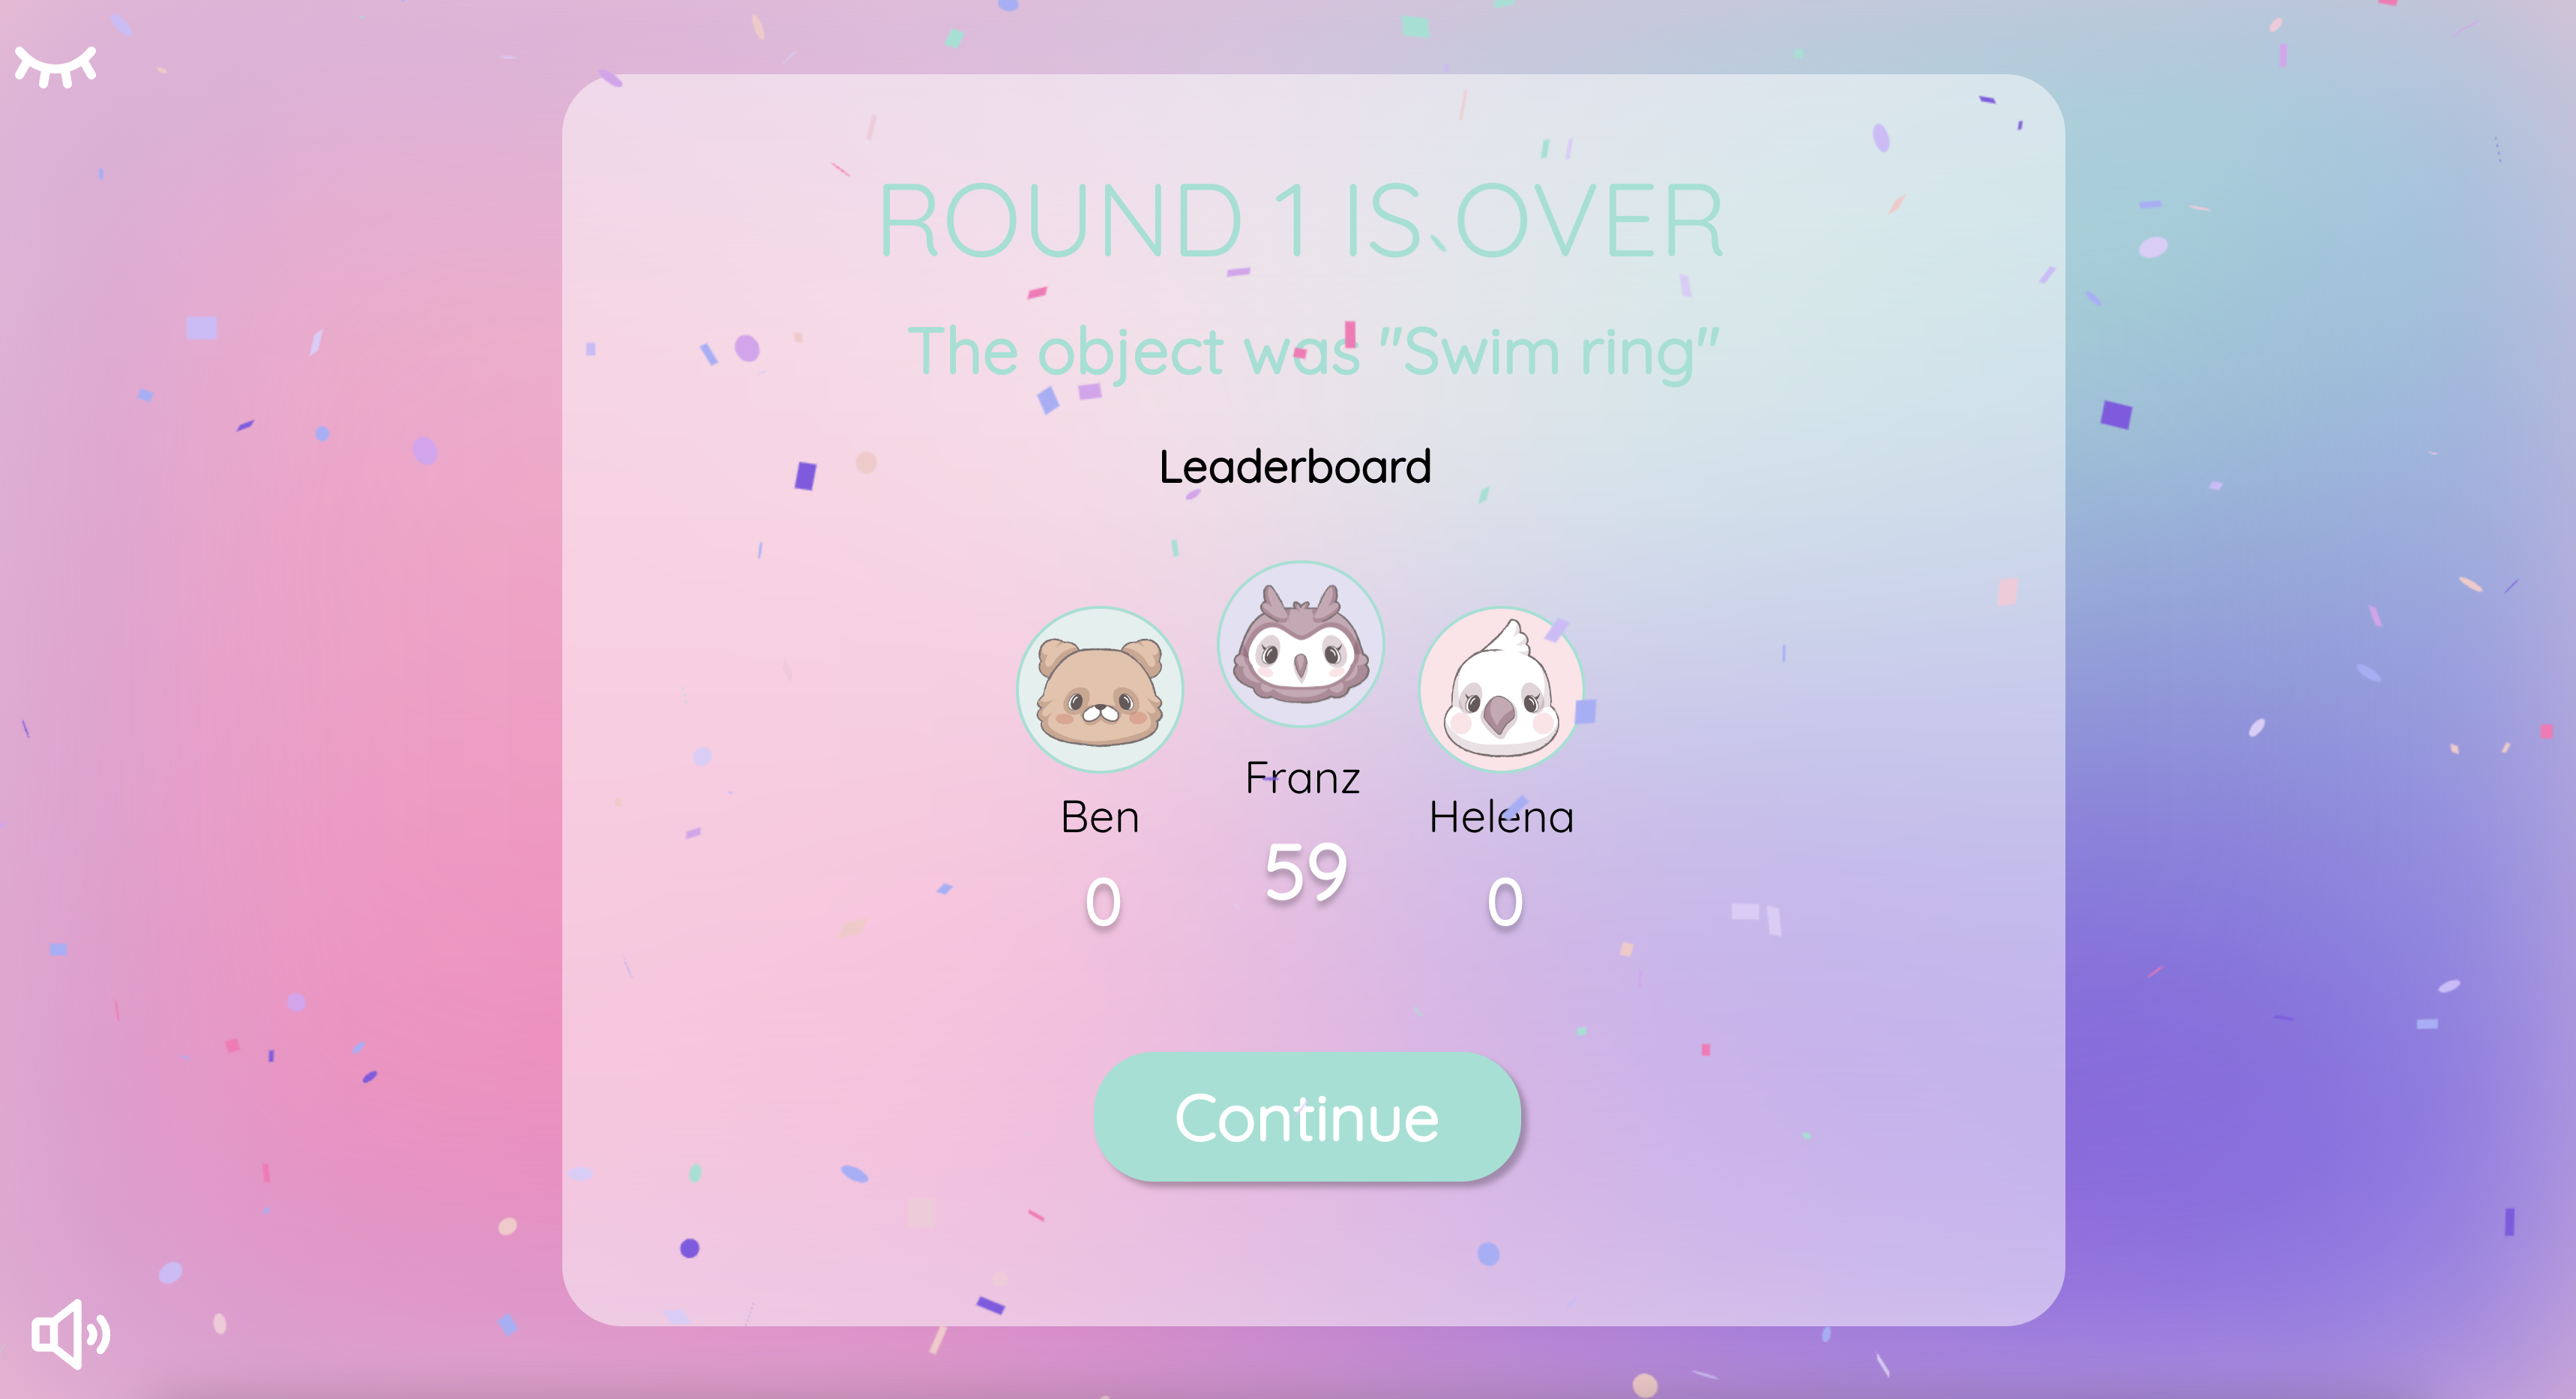 ROUND 1 IS OVER
The object was "Swim ring"
Leaderboard
Franz
Ben
Helena
59
0
0
Continue